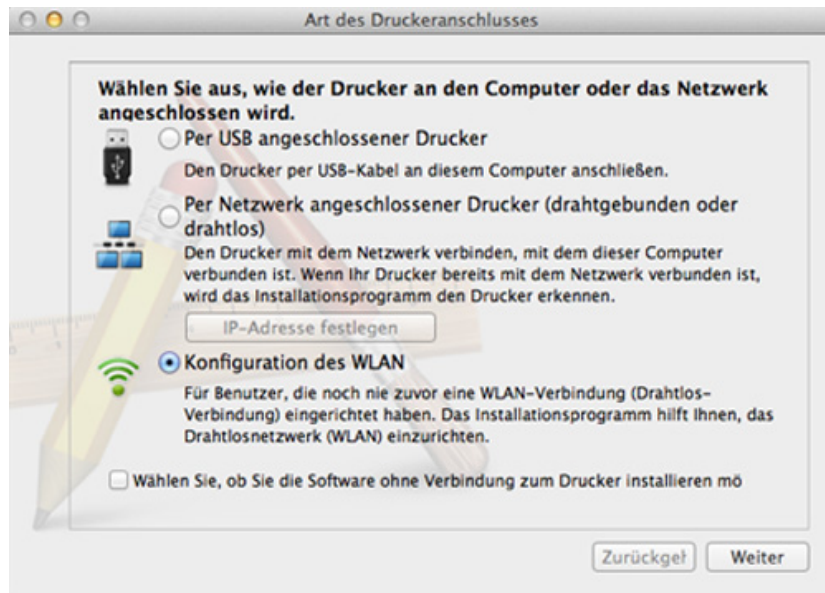 Art des Druckeranschlusses
Wählen Sie aus, wie der Drucker an den Computer oder das Netzwerk
angeschlossen wird.
Per USB angeschlossener Drucker
Den Drucker per USB-Kabel an diesem Computer anschließen.
Per Netzwerk angeschlossener Drucker (drahtgebunden oder
drahtlos)
Den Drucker mit dem Netzwerk verbinden, mit dem dieser Computer
verbunden ist. Wenn Ihr Drucker bereits mit dem Netzwerk verbunden ist,
wird das Installationsprogramm den Drucker erkennen.
IP-Adresse festlegen
Konfiguration des WLAN
Für Benutzer, die noch nie zuvor eine WLAN-Verbindung (Drahtlos-
Verbindung) eingerichtet haben. Das Installationsprogramm hilft Ihnen, das
Drahtlosnetzwerk (WLAN) einzurichten.
Wählen Sie, ob Sie die Software ohne Verbindung zum Drucker installieren mö
Zurückgel Weiter